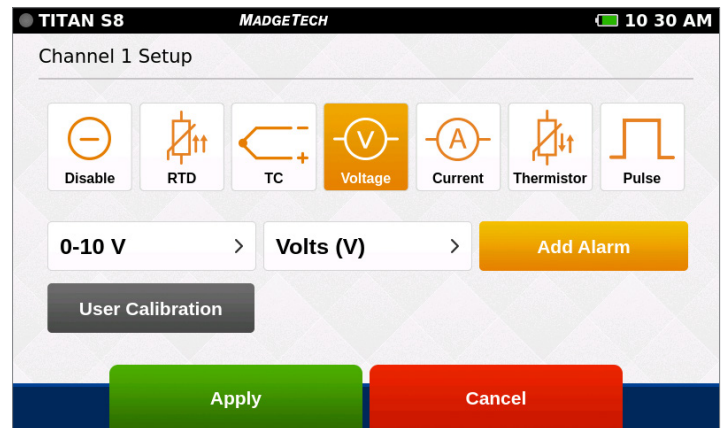 TITAN S8 MADGETECH 10 30 AM
Channel 1 Setup
Disable RTD TC Voltage Current Thermistor Pulse
0-10 V Volts (V) Add Alarm
User Calibration
Apply Cancel